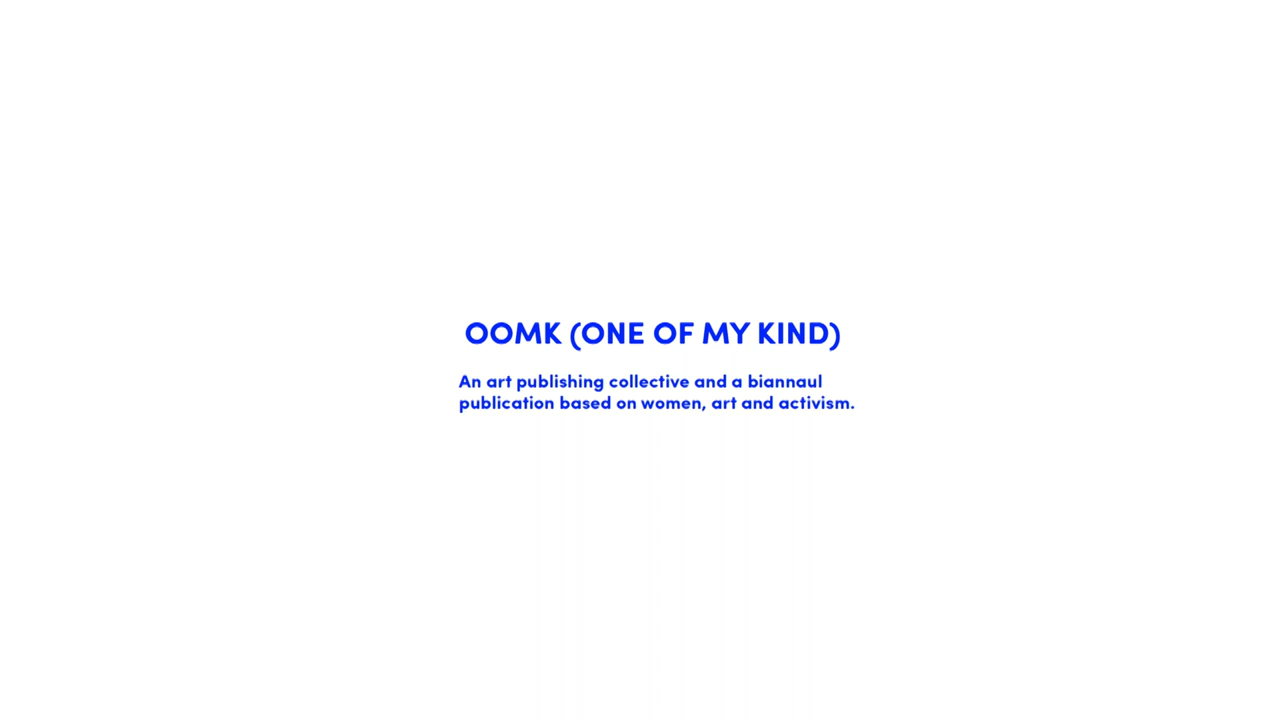 OOMK (ONE OF MY KIND)
An art publishing collective and a biannaul
publication based on women, art and activism.